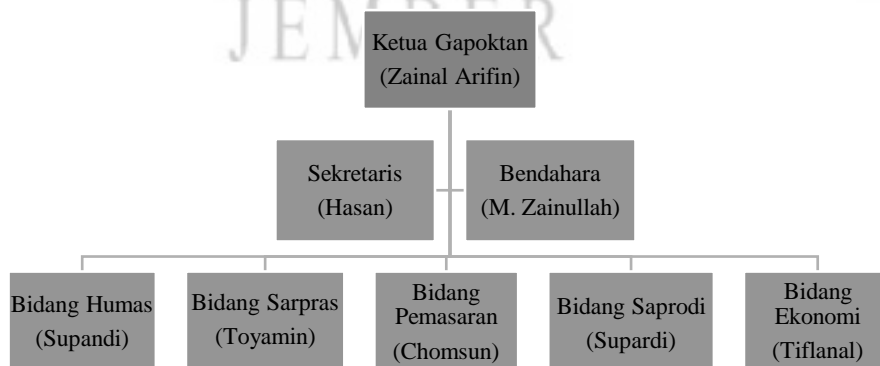 JEMBER
Ketua Gapoktan
(Zainal Arifin)
Sekretaris
(Hasan)
Bendahara
(M. Zainullah)
Bidang Humas
(Supandi)
Bidang Sarpras
(Toyamin)
Bidang
Pemasaran
(Chomsun)
Bidang Saprodi
(Supardi)
Bidang
Ekonomi
(Tiflanal)